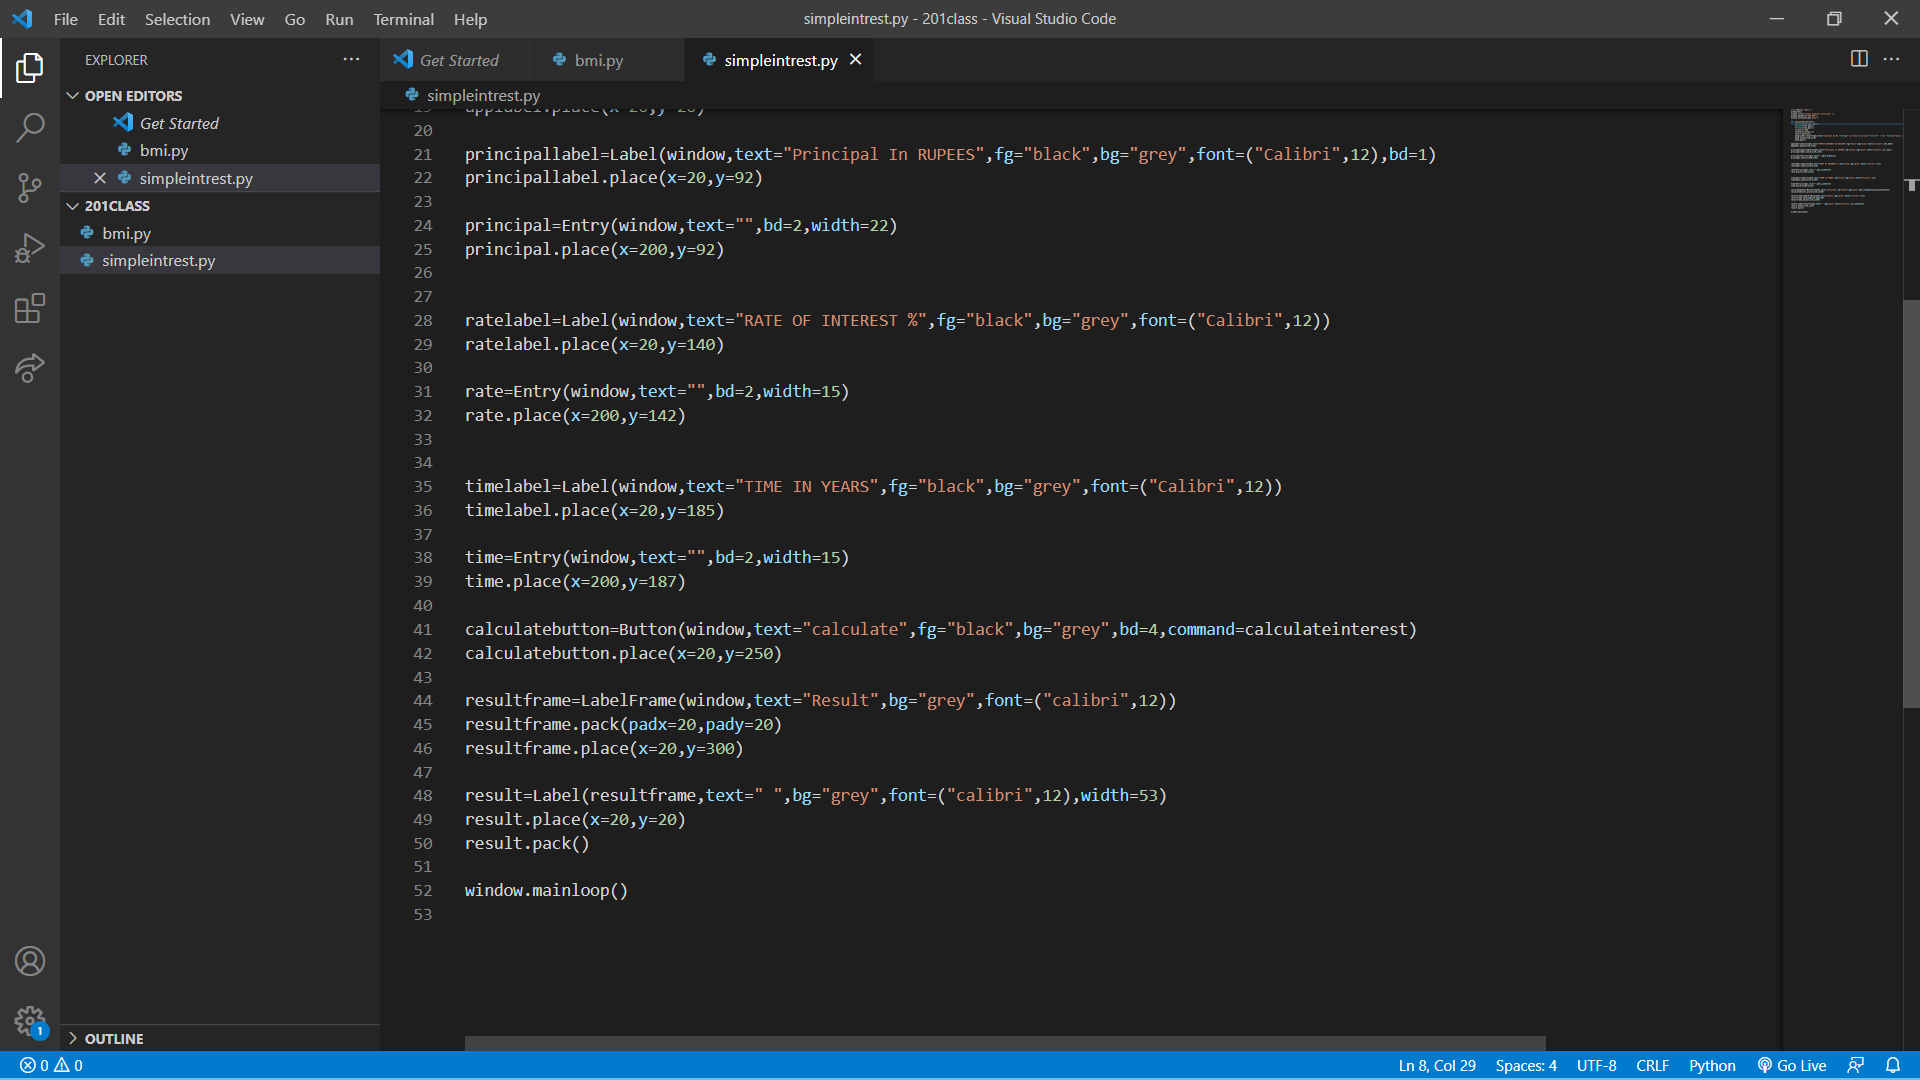 File Edit Selection View Go Run Terminal Help
simpleintrest.py - 201class - Visual Studio Code
EXPLORER
OPEN EDITORS
Get Started
bmi.py
simpleintrest.py
201CLASS
bmi.py
simpleintrest.py
OUTLINE
Get Started bmi.py simpleintrest.py
simpleintrest.py
19 applabel.place(x=20,y=20)
20
21 principallabel=Label(window,text="Principal In RUPEES",fg="black",bg="grey",font=("Calibri",12),bd=1)
22 principallabel.place(x=20,y=92)
23
24 principal=Entry(window,text="",bd=2,width=22)
25 principal.place(x=200,y=92)
26
27
28 ratelabel=Label(window,text="RATE OF INTEREST %",fg="black",bg="grey",font=("Calibri",12))
29 ratelabel.place(x=20,y=140)
30
31 rate=Entry(window,text="",bd=2,width=15)
32 rate.place(x=200,y=142)
33
34
35 timelabel=Label(window,text="TIME IN YEARS",fg="black",bg="grey",font=("Calibri",12))
36 timelabel.place(x=20,y=185)
37
38 time=Entry(window,text="",bd=2,width=15)
39 time.place(x=200,y=187)
40
41 calculatebutton=Button(window,text="calculate",fg="black",bg="grey",bd=4,command=calculateinterest)
42 calculatebutton.place(x=20,y=250)
43
44 resultframe=LabelFrame(window,text="Result",bg="grey",font=("calibri",12))
45 resultframe.pack(padx=20,pady=20)
46 resultframe.place(x=20,y=300)
47
48 result=Label(resultframe,text=" ",bg="grey",font=("calibri",12),width=53)
49 result.place(x=20,y=20)
50 result.pack()
51
52 window.mainloop()
53
1
0 0
Ln 8, Col 29 Spaces: 4 UTF-8 CRLF Python Go Live